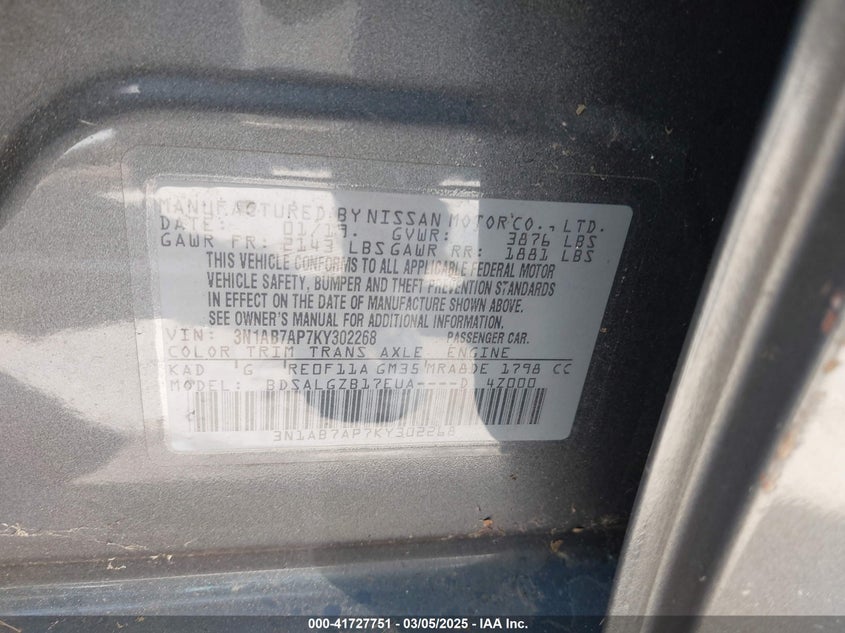 MANUFACTURED BY NISSAN MOTOR CO., LTD.
DATE: 01/19. GVWR: 3876 LBS
GAWR FR: 2143 LBS GAWR RR: 1881 LBS
THIS VEHICLE CONFORMS TO ALL APPLICABLE FEDERAL MOTOR
VEHICLE SAFETY, BUMPER AND THEFT PREVENTION STANDARDS
IN EFFECT ON THE DATE OF MANUFACTURE SHOWN ABOVE.
SEE OWNER'S MANUAL FOR ADDITIONAL INFORMATION.
VIN: 3N1AB7AP7KY302268 PASSENGER CAR.
COLOR TRIM TRANS AXLE ENGINE
KAD 'G RE0F11A GM35 MRA8DE 1798 CC
MODEL: BDSALGZB17EUA----D 4Z000
3N1AB7AP7KY302268
000-41727751 - 03/05/2025 - IAA Inc.